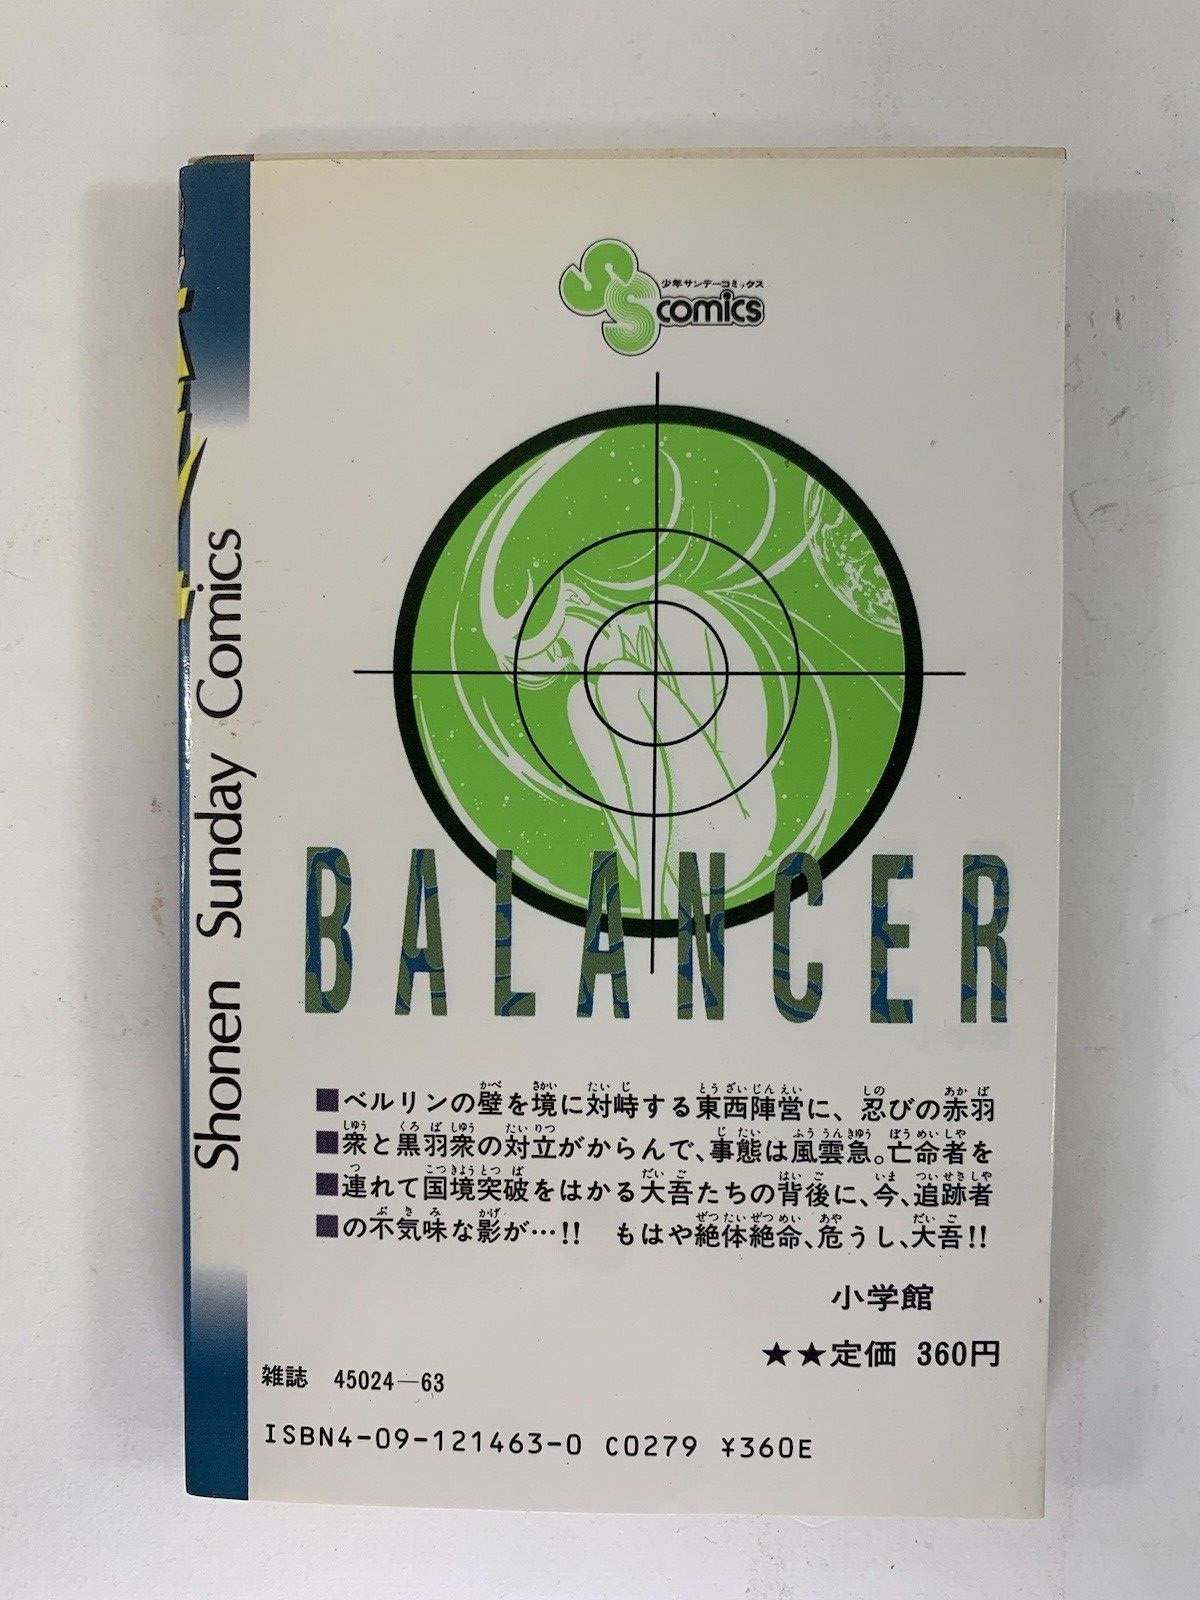 少年サンデーコミックス
SScomics
Shonen Sunday Comics
BALANCER
■ベルリンの壁を境に対峙する東西陣営に、忍びの赤羽
■衆と黒羽衆の対立がからんで、事態は風雲急。亡命者を
■連れて国境突破をはかる大吾たちの背後に、今、追跡者
■の不気味な影が…!! もはや絶体絶命、危うし、大吾!!
小学館
★★定価 360円
雑誌 45024-63
ISBN4-09-121463-0 C0279 ¥360E